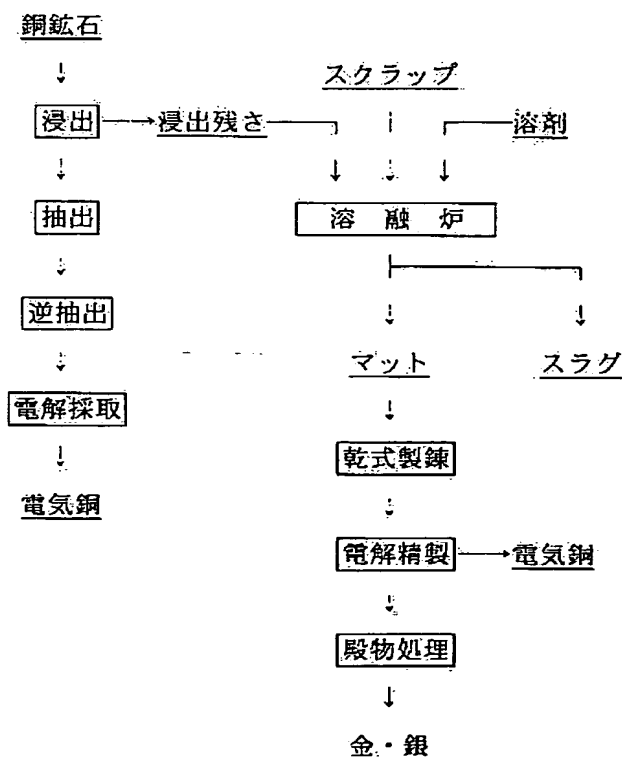 銅鉱石
スクラップ
浸出
浸出残さ
溶剤
抽出
溶融炉
逆抽出
マット
スラグ
電解採取
乾式製錬
電気銅
電解精製
電気銅
殿物処理
金・銀